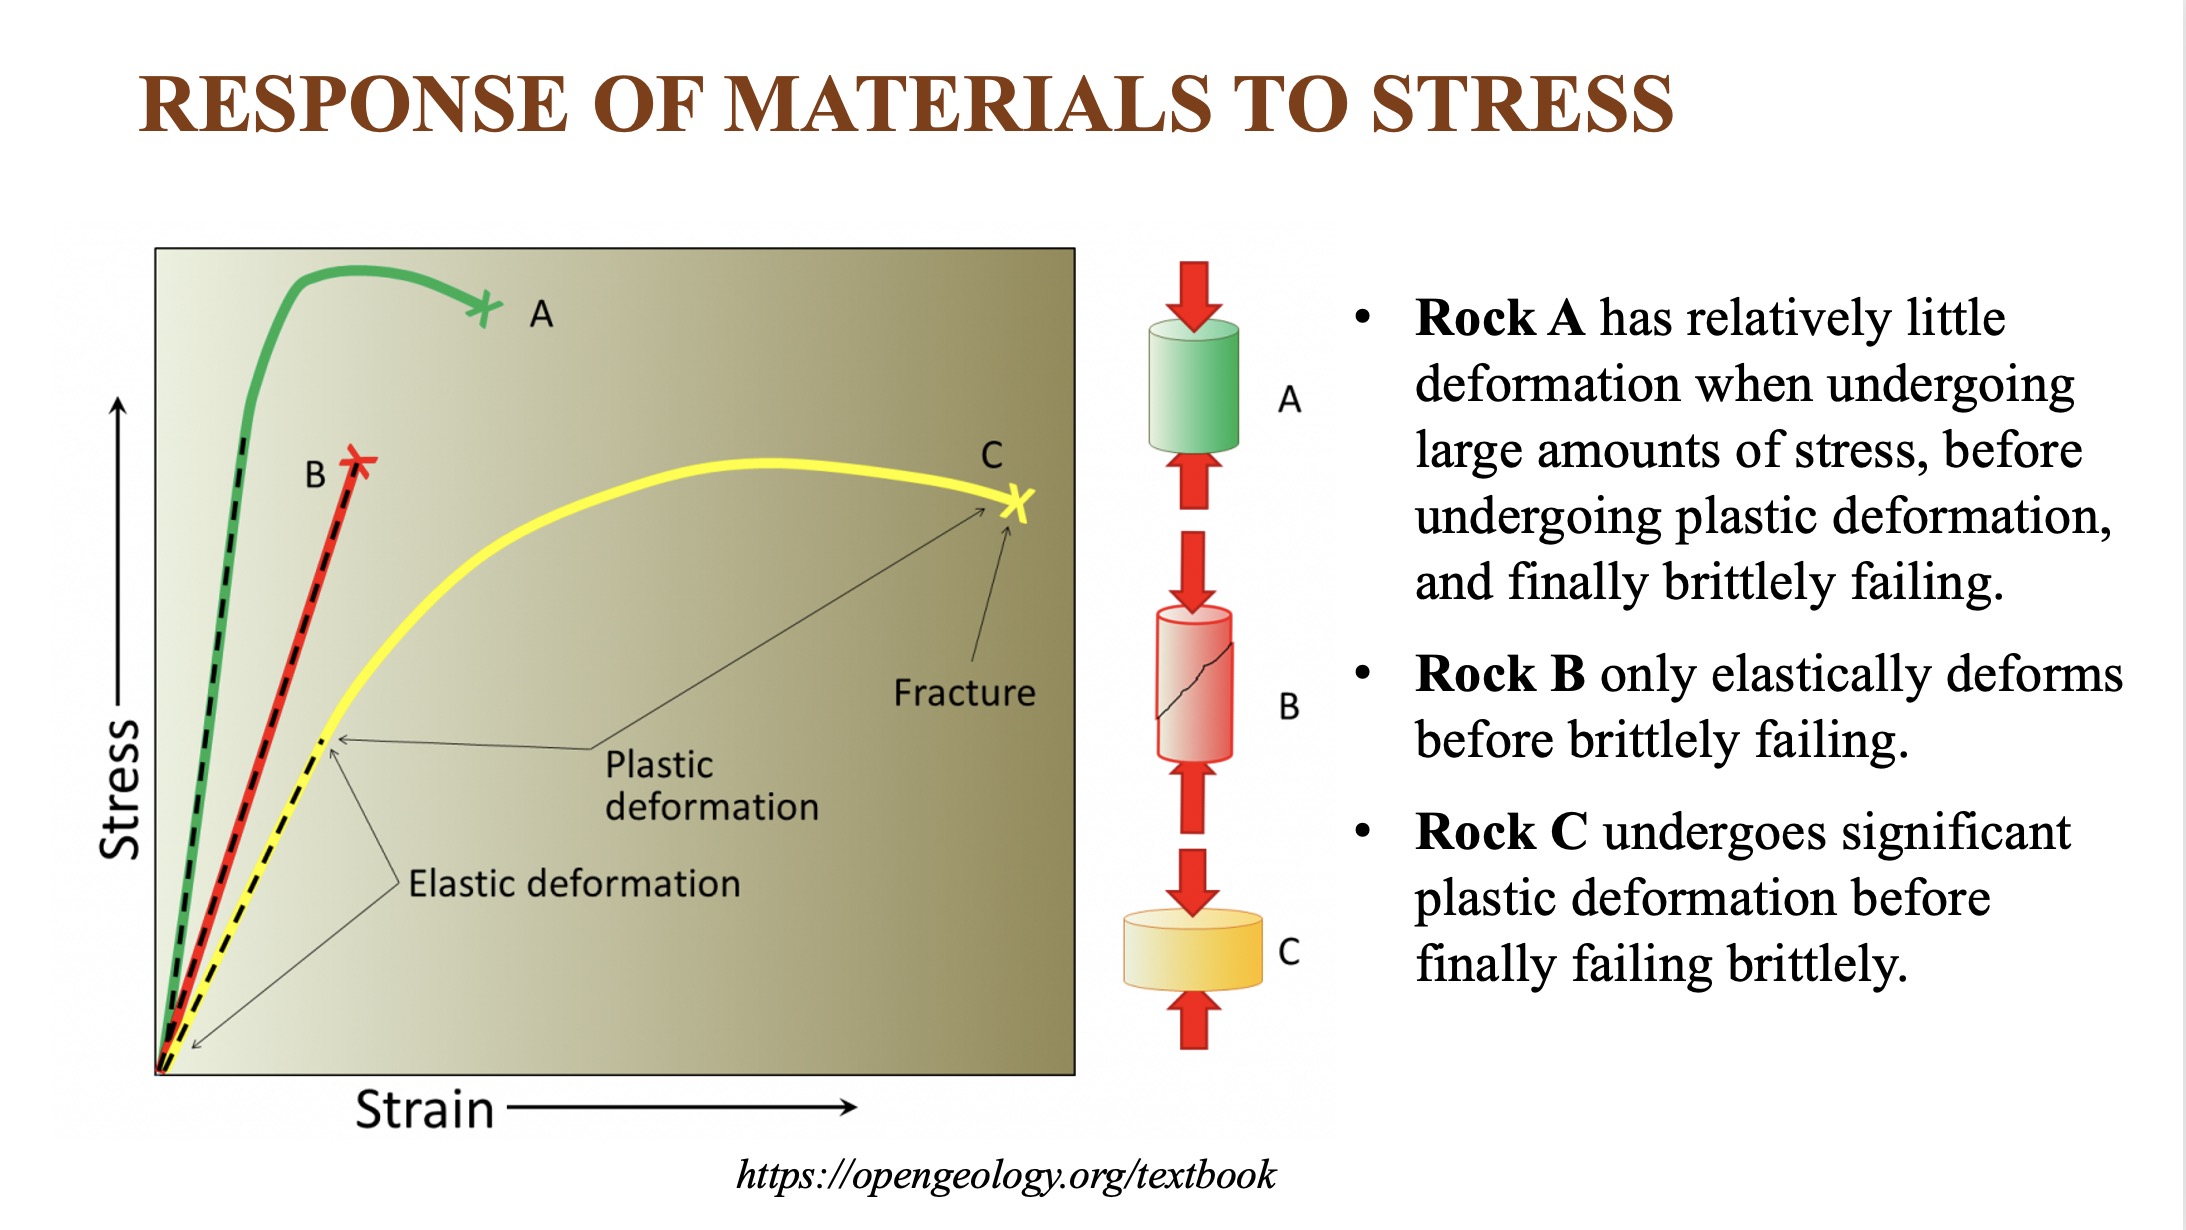 RESPONSE OF MATERIALS TO STRESS
A
B
C
Fracture
Plastic
deformation
Elastic deformation
Stress
Strain
A
B
C
• Rock A has relatively little
deformation when undergoing
large amounts of stress, before
undergoing plastic deformation,
and finally brittlely failing.
• Rock B only elastically deforms
before brittlely failing.
• Rock C undergoes significant
plastic deformation before
finally failing brittlely.
https://opengeology.org/textbook